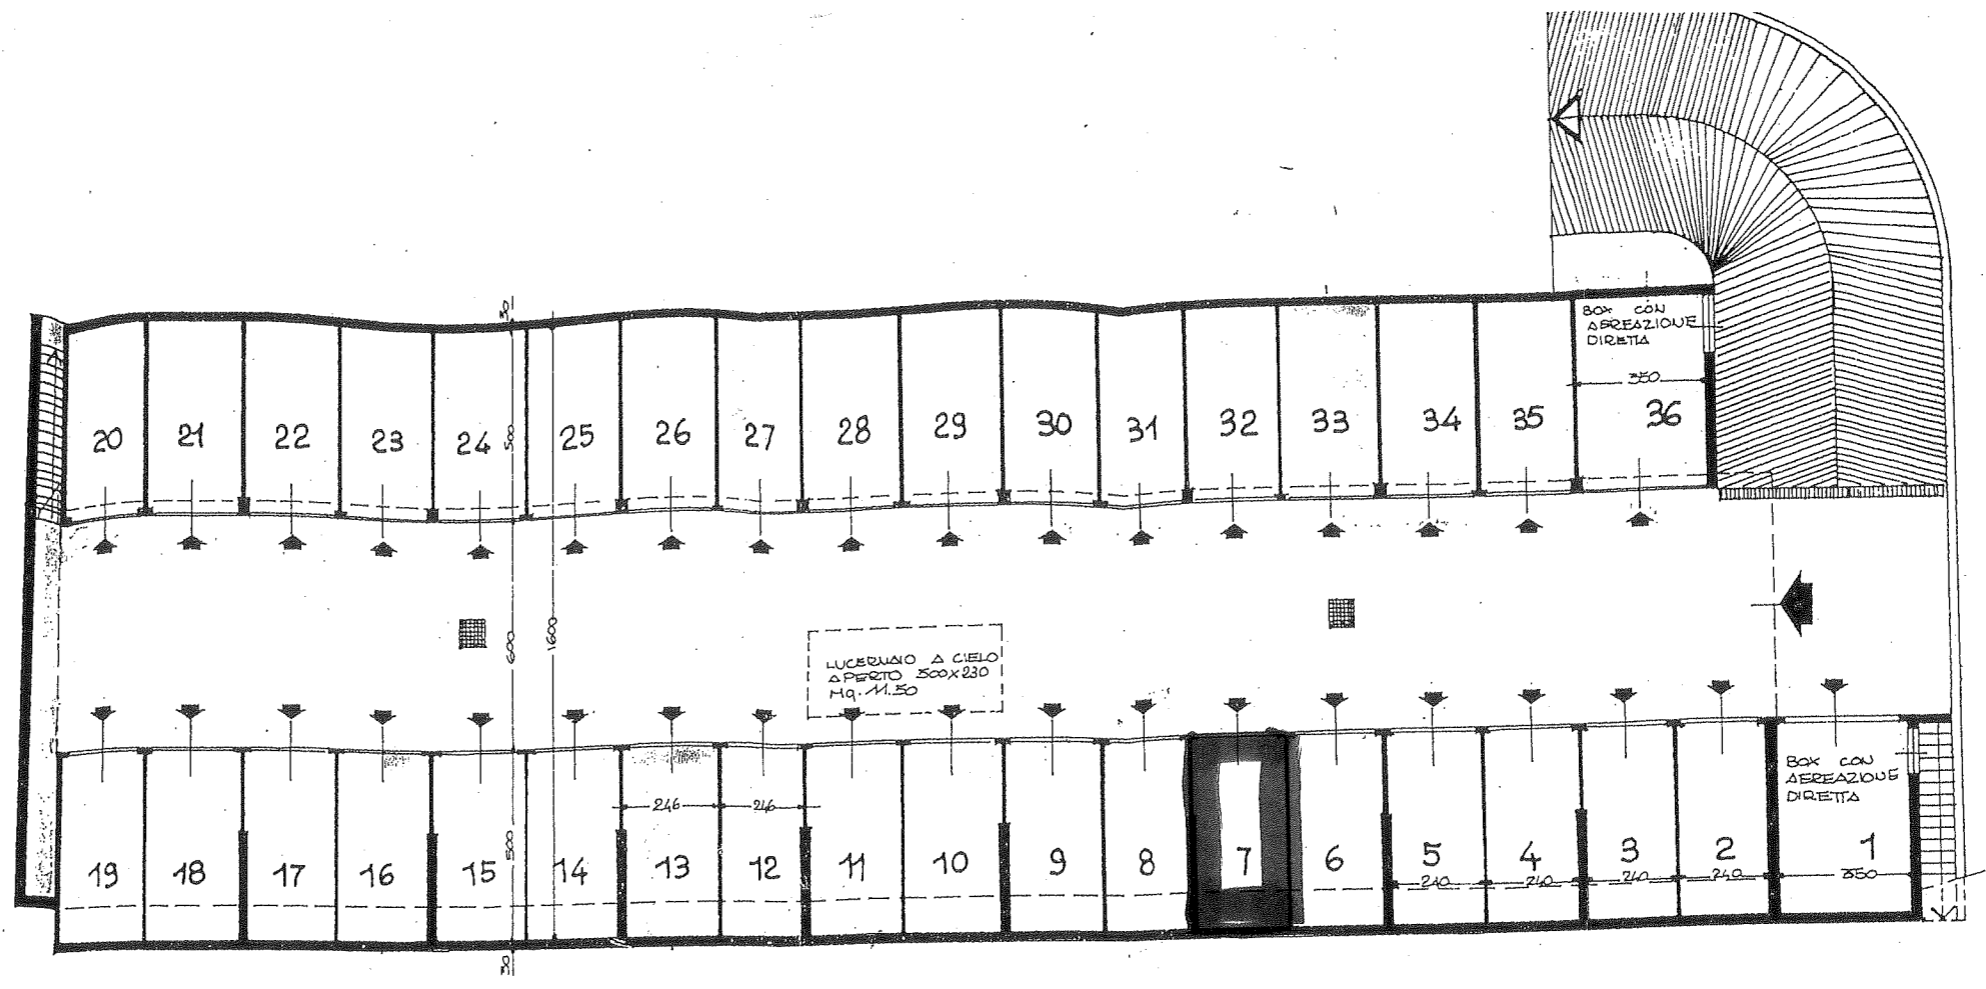 30
BOX CON
AEREAZIONE
DIRETTA
350
20 21 22 23 24 500 25 26 27 28 29 30 31 32 33 34 35 36
600 1600
LUCERNAIO A CIELO
APERTO 500X230
Mq. 11.50
BOX CON
AEREAZIONE
DIRETTA
246 246
19 18 17 16 15 500 14 13 12 11 10 9 8 7 6 5 4 3 2 1
240 240 240 240 350
30